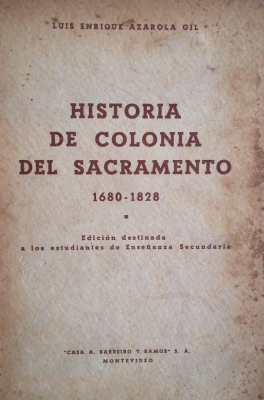 LUIS ENRIQUE AZAROLA GIL
HISTORIA
DE COLONIA
DEL SACRAMENTO
1680-1828
Edición destinada
a los estudiantes de Enseñanza Secundaria
"CASA A. BARREIRO Y RAMOS" S. A.
MONTEVIDEO